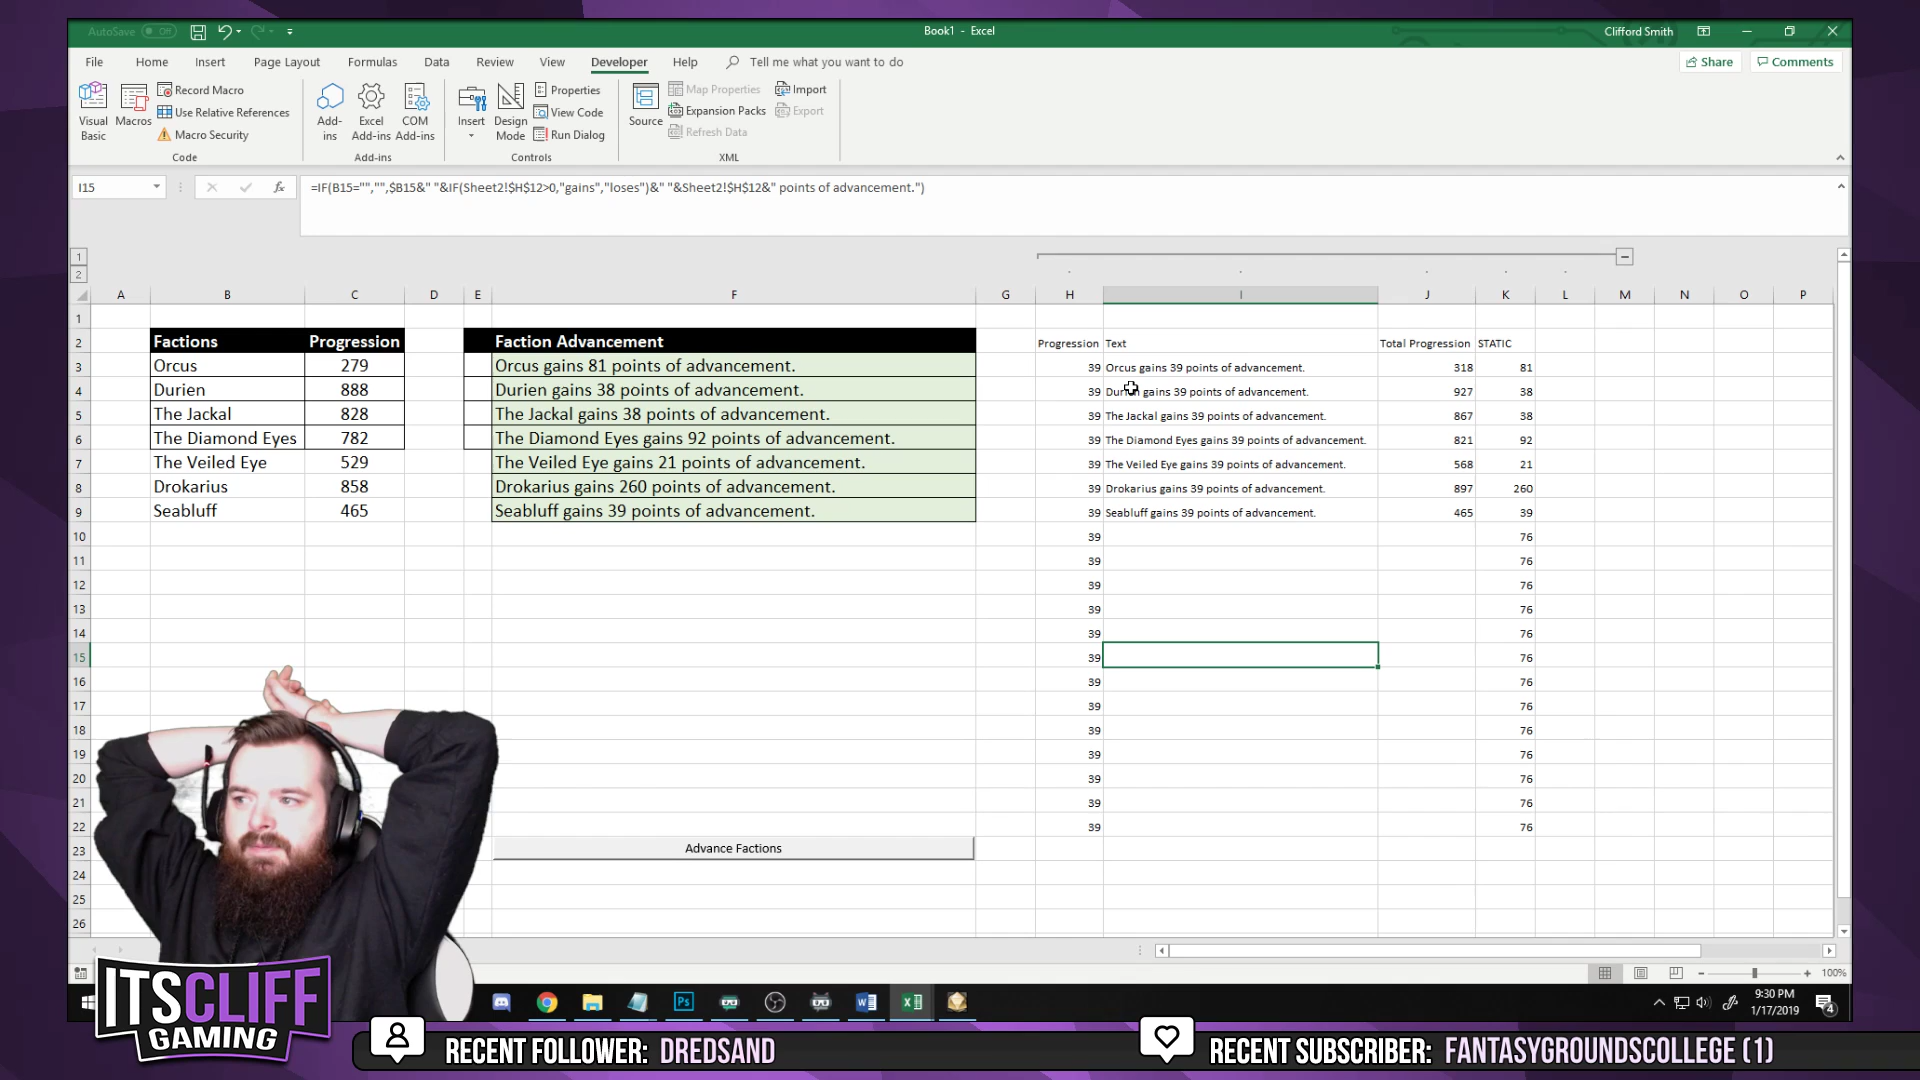 AutoSave Off
Book1 - Excel
Clifford Smith
File Home Insert Page Layout Formulas Data Review View Developer Help Tell me what you want to do
Share Comments
Visual Basic
Macros
Record Macro
Use Relative References
Macro Security
Code
Add-ins
Excel Add-ins
COM Add-ins
Add-ins
Insert
Design Mode
Properties
View Code
Run Dialog
Controls
Source
Map Properties
Expansion Packs
Refresh Data
Import
Export
XML
I15
fx
=IF(B15="","",$B15&" "&IF(Sheet2!$H$12>0,"gains","loses")&" "&Sheet2!$H$12&" points of advancement.")
1
2
A B C D E F G H I J K L M N O P
1
2 Factions Progression Faction Advancement Progression Text Total Progression STATIC
3 Orcus 279 Orcus gains 81 points of advancement. 39 Orcus gains 39 points of advancement. 318 81
4 Durien 888 Durien gains 38 points of advancement. 39 Durien gains 39 points of advancement. 927 38
5 The Jackal 828 The Jackal gains 38 points of advancement. 39 The Jackal gains 39 points of advancement. 867 38
6 The Diamond Eyes 782 The Diamond Eyes gains 92 points of advancement. 39 The Diamond Eyes gains 39 points of advancement. 821 92
7 The Veiled Eye 529 The Veiled Eye gains 21 points of advancement. 39 The Veiled Eye gains 39 points of advancement. 568 21
8 Drokarius 858 Drokarius gains 260 points of advancement. 39 Drokarius gains 39 points of advancement. 897 260
9 Seabluff 465 Seabluff gains 39 points of advancement. 39 Seabluff gains 39 points of advancement. 465 39
10 39 76
11 39 76
12 39 76
13 39 76
14 39 76
15 39 76
16 39 76
17 39 76
18 39 76
19 39 76
20 39 76
21 39 76
22 39 76
23 Advance Factions
24
25
26
100%
ITSCLIFF
GAMING
Ps
9:30 PM
1/17/2019
4
RECENT FOLLOWER: DREDSAND
RECENT SUBSCRIBER: FANTASYGROUNDSCOLLEGE (1)